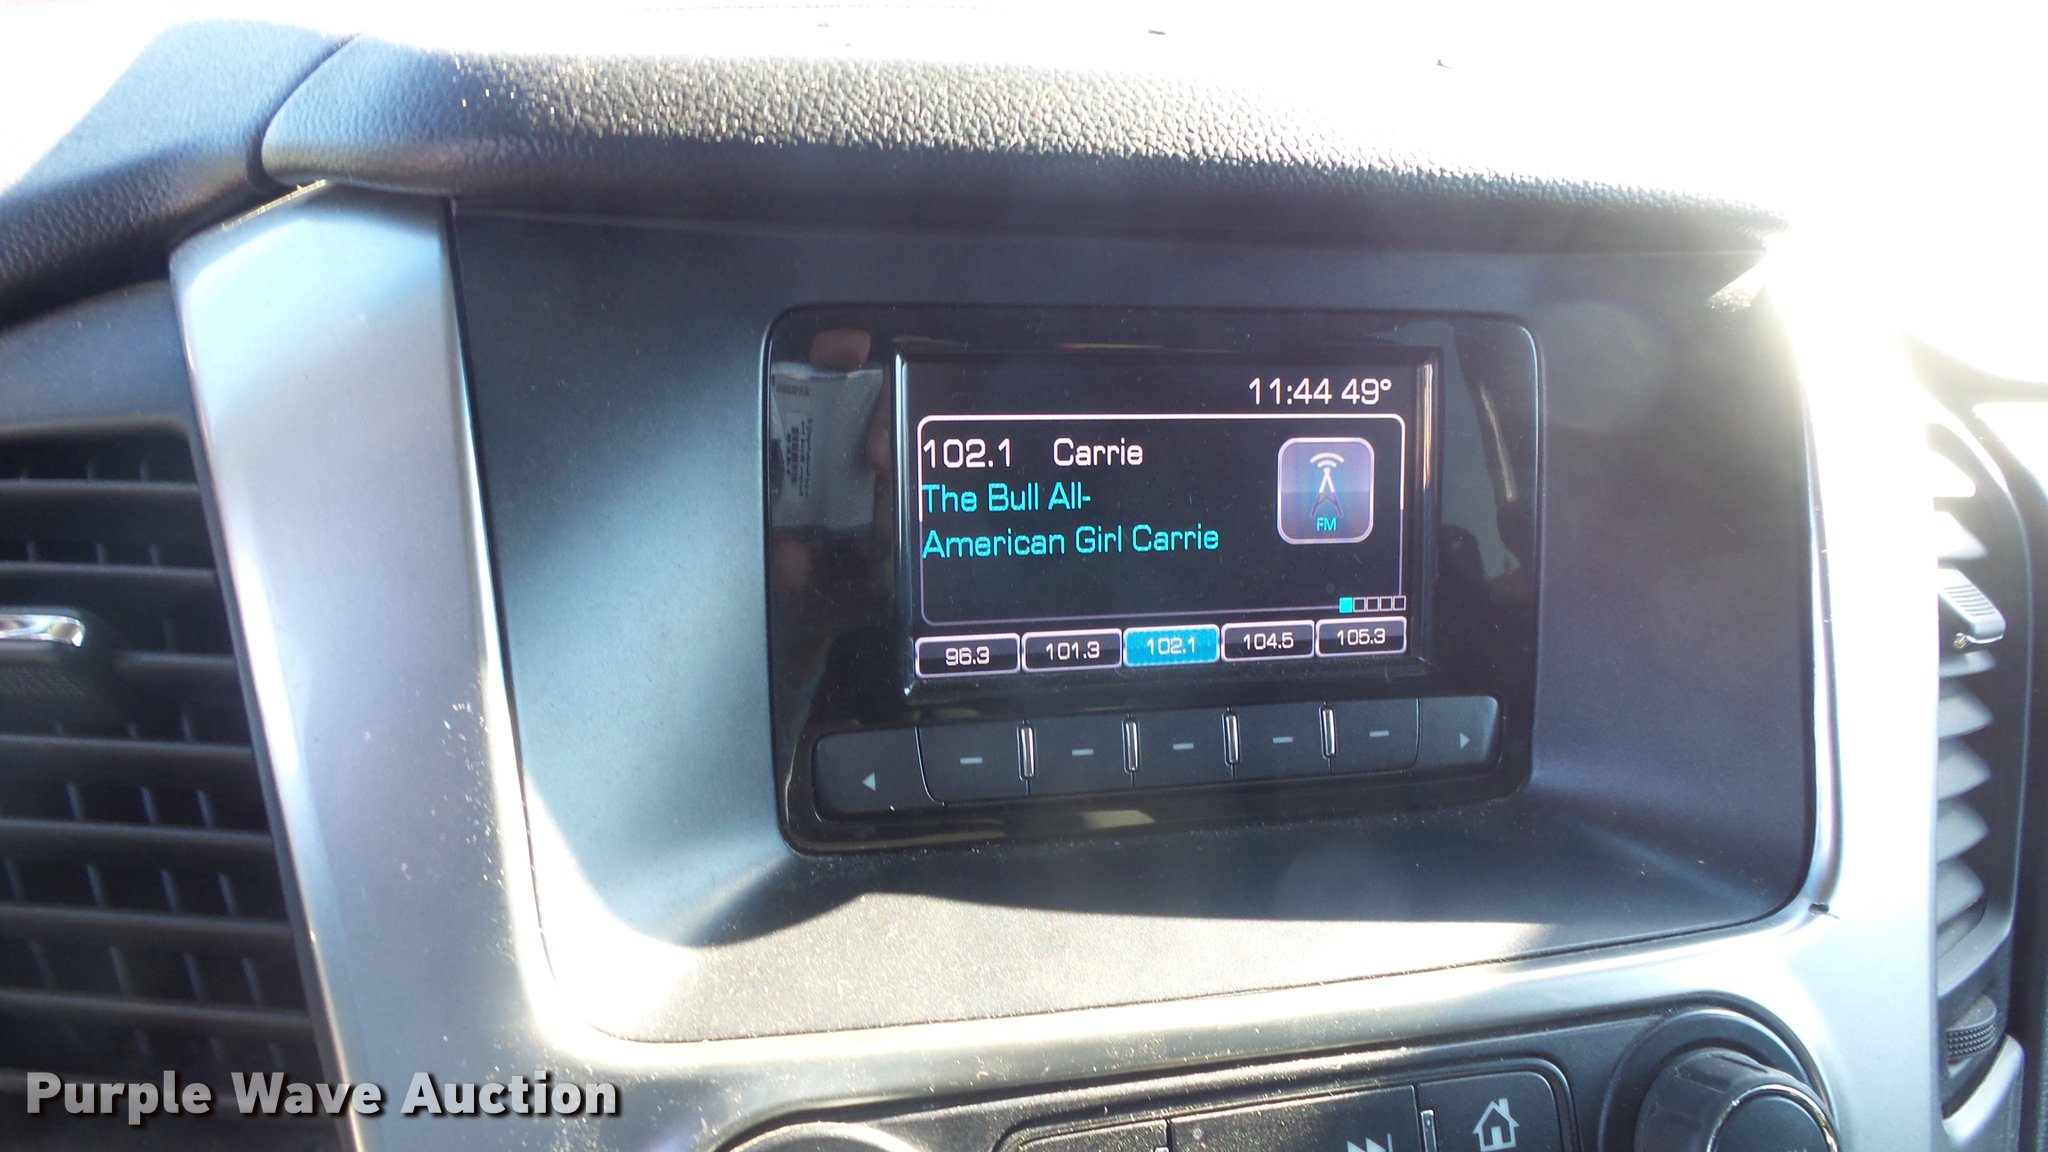 11:44 49°
102.1 Carrie
The Bull All-
American Girl Carrie
FM
96.3 101.3 102.1 104.5 105.3
Purple Wave Auction